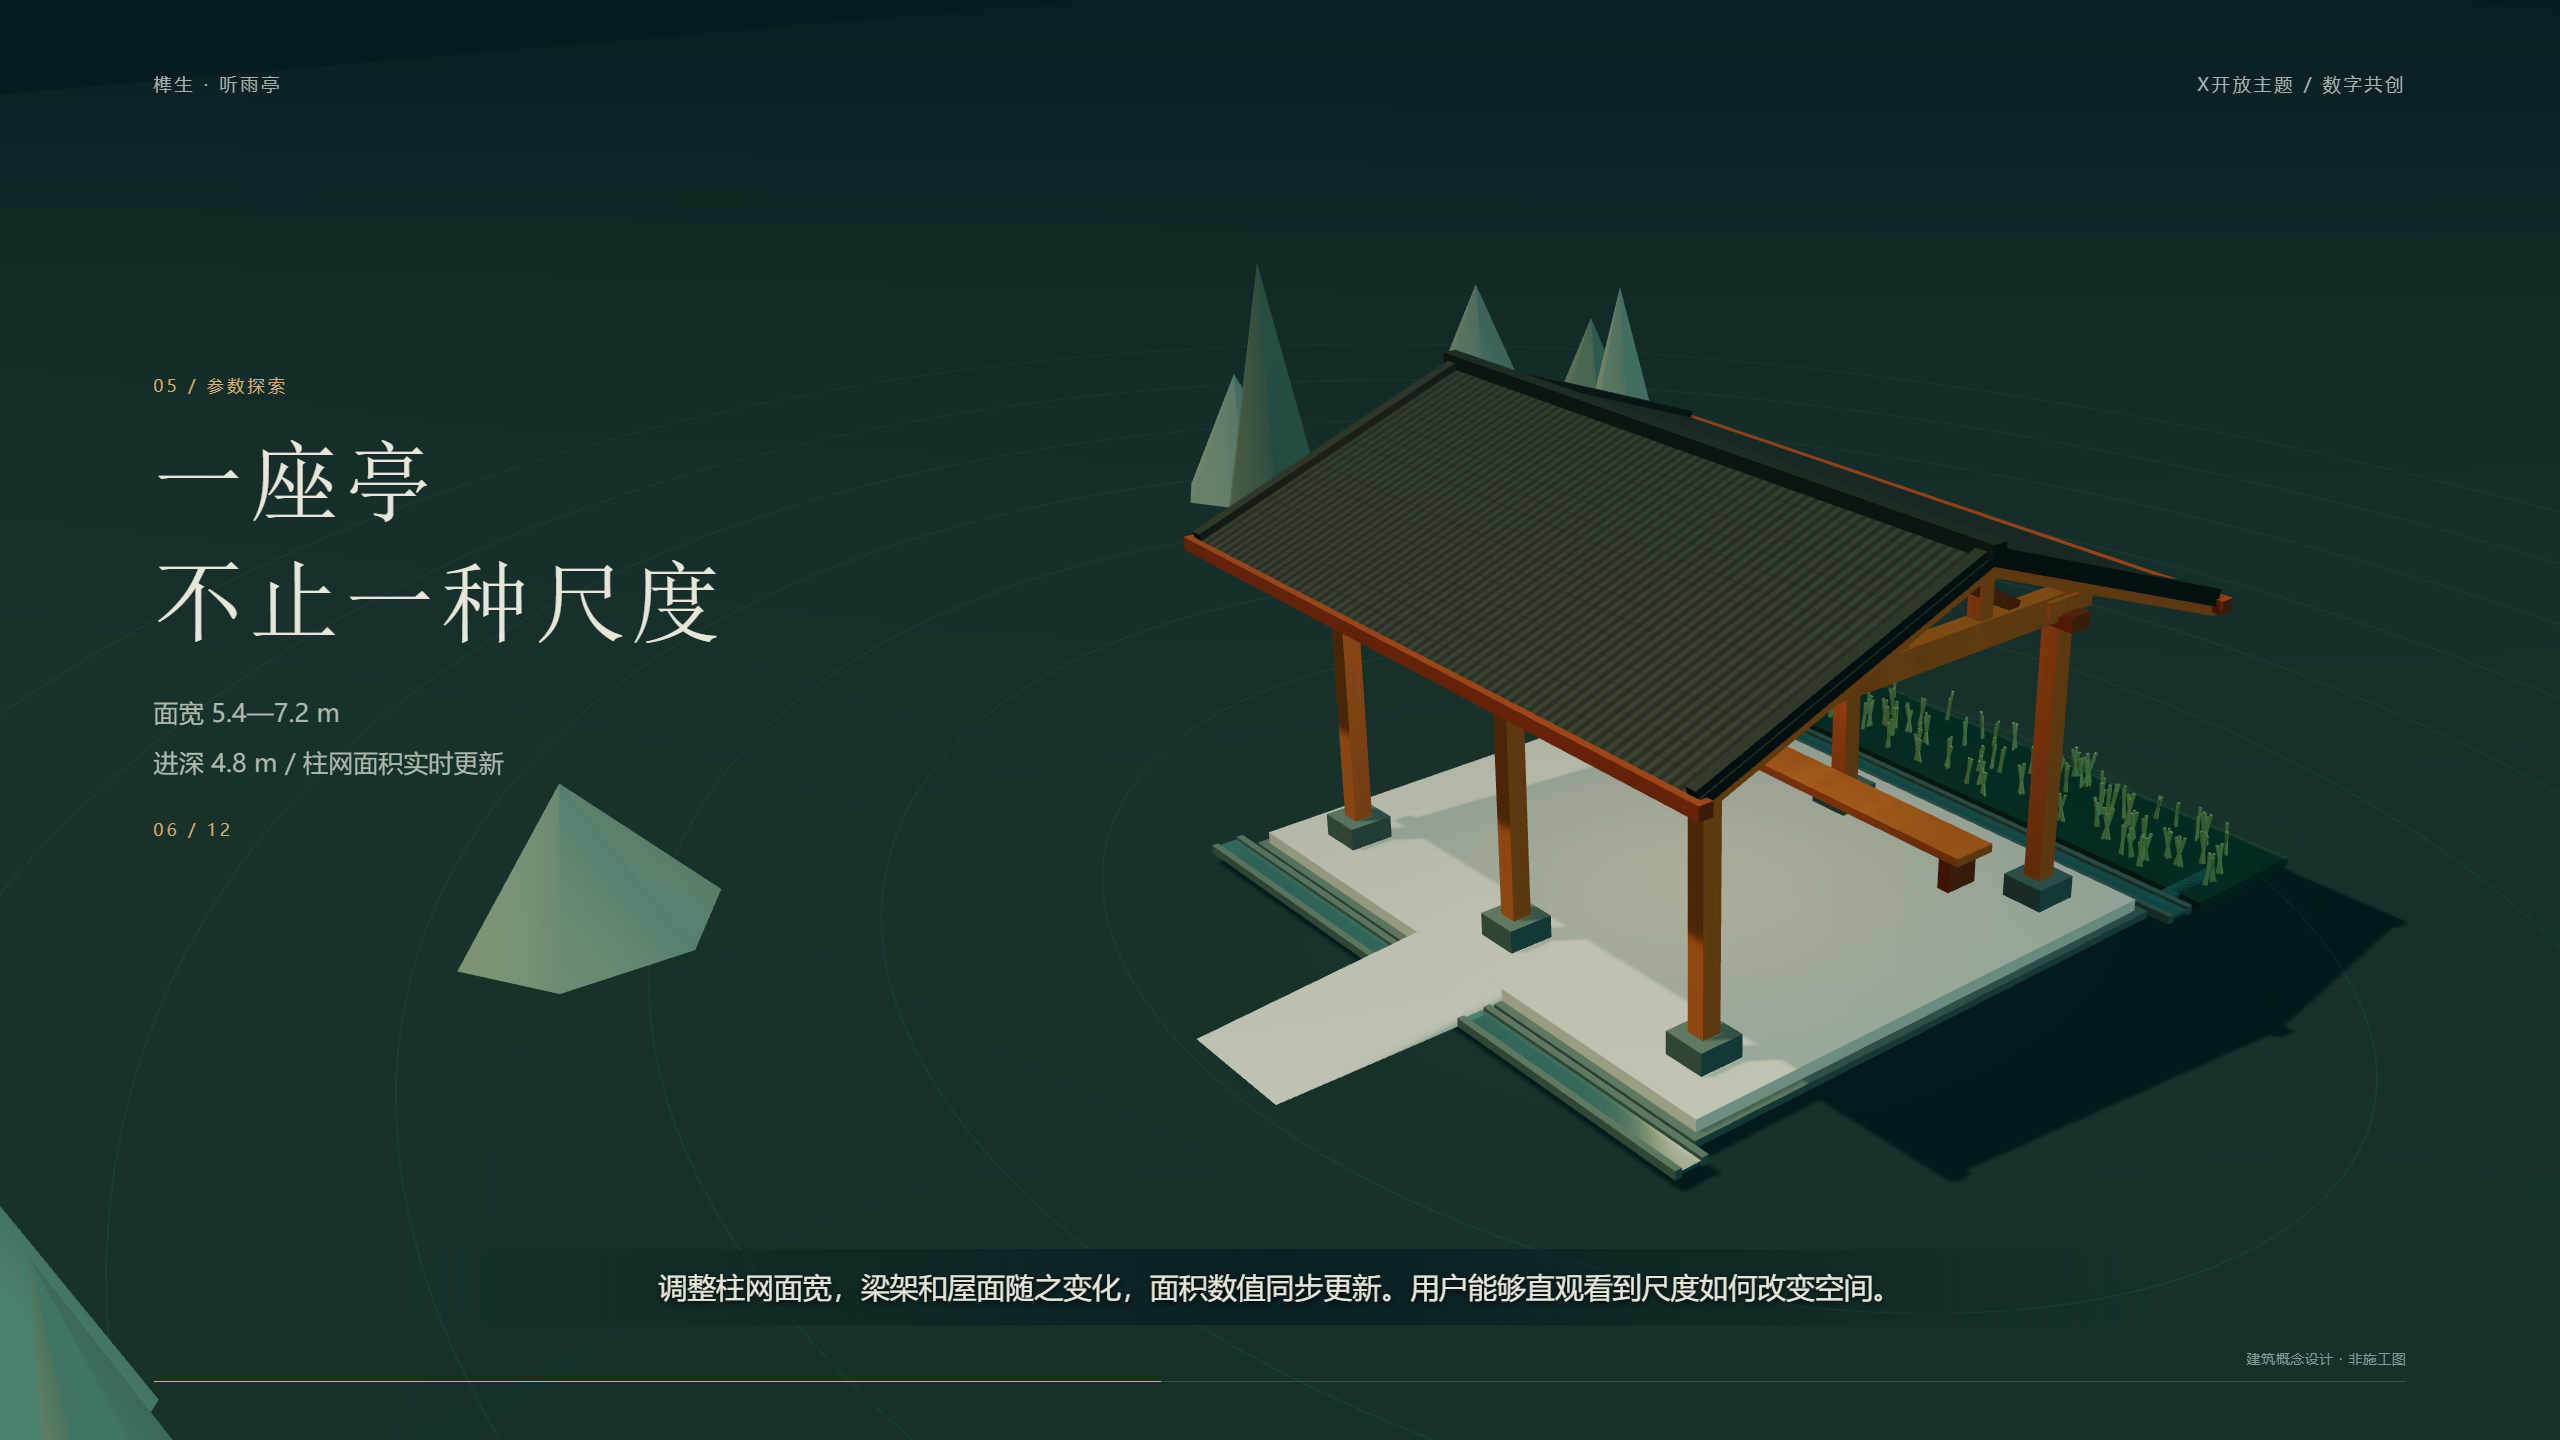 榫生 · 听雨亭
X开放主题 / 数字共创
05 / 参数探索
一座亭
不止一种尺度
面宽 5.4—7.2 m
进深 4.8 m / 柱网面积实时更新
06 / 12
调整柱网面宽，梁架和屋面随之变化，面积数值同步更新。用户能够直观看到尺度如何改变空间。
建筑概念设计 · 非施工图